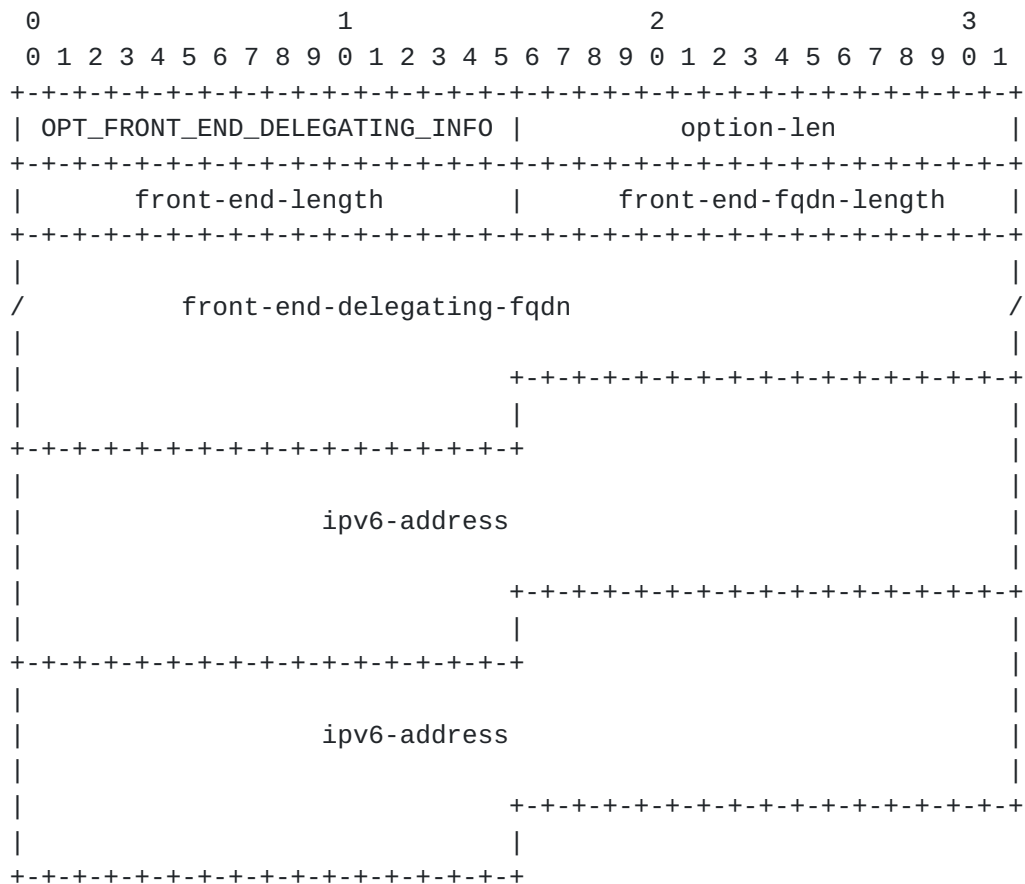 0                   1                   2                   3
 0 1 2 3 4 5 6 7 8 9 0 1 2 3 4 5 6 7 8 9 0 1 2 3 4 5 6 7 8 9 0 1
+-+-+-+-+-+-+-+-+-+-+-+-+-+-+-+-+-+-+-+-+-+-+-+-+-+-+-+-+-+-+-+-+
| OPT_FRONT_END_DELEGATING_INFO |          option-len           |
+-+-+-+-+-+-+-+-+-+-+-+-+-+-+-+-+-+-+-+-+-+-+-+-+-+-+-+-+-+-+-+-+
|       front-end-length        |      front-end-fqdn-length    |
+-+-+-+-+-+-+-+-+-+-+-+-+-+-+-+-+-+-+-+-+-+-+-+-+-+-+-+-+-+-+-+-+
|                                                               |
/          front-end-delegating-fqdn                            /
|                                                               |
|                               +-+-+-+-+-+-+-+-+-+-+-+-+-+-+-+-+
|                               |                               |
+-+-+-+-+-+-+-+-+-+-+-+-+-+-+-+-+                               |
|                                                               |
|                   ipv6-address                                |
|                                                               |
|                               +-+-+-+-+-+-+-+-+-+-+-+-+-+-+-+-+
|                               |                               |
+-+-+-+-+-+-+-+-+-+-+-+-+-+-+-+-+                               |
|                                                               |
|                   ipv6-address                                |
|                                                               |
|                               +-+-+-+-+-+-+-+-+-+-+-+-+-+-+-+-+
|                               |
+-+-+-+-+-+-+-+-+-+-+-+-+-+-+-+-+